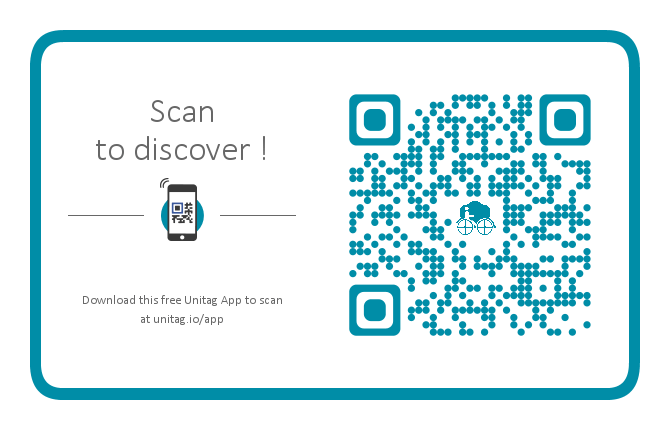 Scan
to discover !
Download this free Unitag App to scan
at unitag.io/app